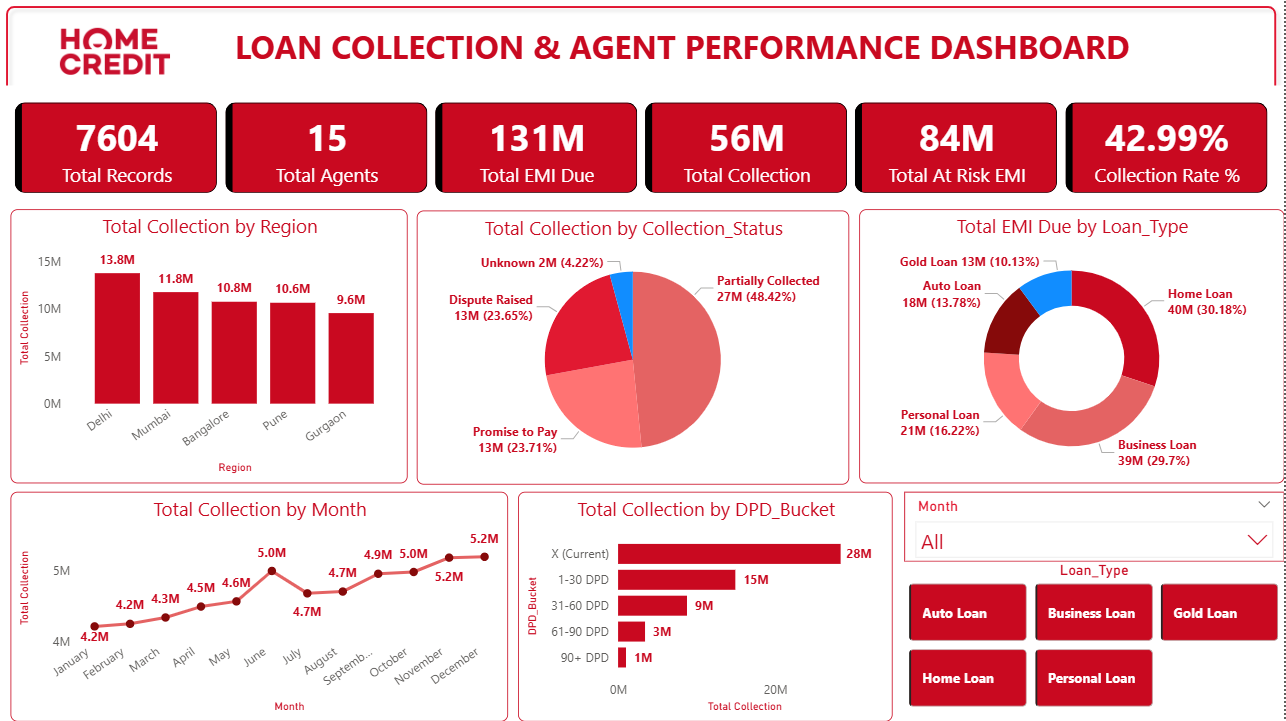 HOME
CREDIT
LOAN COLLECTION & AGENT PERFORMANCE DASHBOARD
7604
Total Records
15
Total Agents
131M
Total EMI Due
56M
Total Collection
84M
Total At Risk EMI
42.99%
Collection Rate %
Total Collection by Region
Total Collection
15M
10M
5M
0M
13.8M
11.8M
10.8M
10.6M
9.6M
Delhi
Mumbai
Bangalore
Pune
Gurgaon
Region
Total Collection by Collection_Status
Unknown 2M (4.22%)
Partially Collected
27M (48.42%)
Dispute Raised
13M (23.65%)
Promise to Pay
13M (23.71%)
Total EMI Due by Loan_Type
Gold Loan 13M (10.13%)
Auto Loan
18M (13.78%)
Home Loan
40M (30.18%)
Personal Loan
21M (16.22%)
Business Loan
39M (29.7%)
Total Collection by Month
Total Collection
5M
4M
4.2M
4.2M
4.3M
4.5M
4.6M
5.0M
4.7M
4.7M
4.9M
5.0M
5.2M
5.2M
January
February
March
April
May
June
July
August
Septemb...
October
November
December
Month
Total Collection by DPD_Bucket
DPD_Bucket
X (Current)
28M
1-30 DPD
15M
31-60 DPD
9M
61-90 DPD
3M
90+ DPD
1M
0M
20M
Total Collection
Month
All
Loan_Type
Auto Loan
Business Loan
Gold Loan
Home Loan
Personal Loan